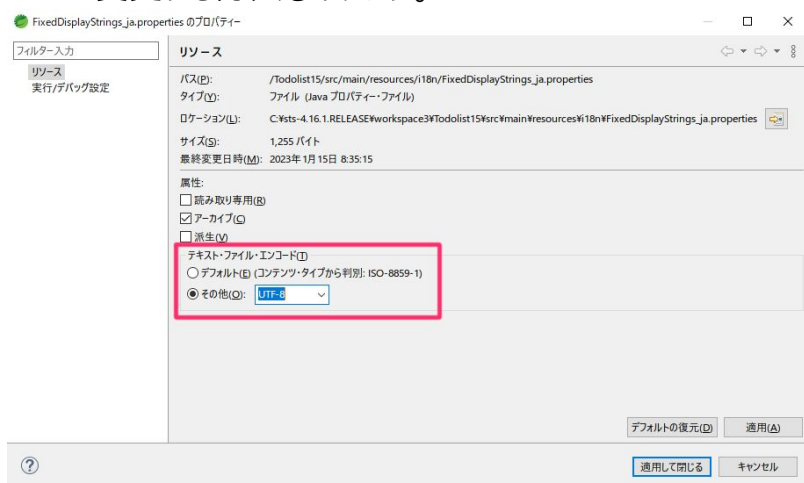 FixedDisplayStrings_ja.properties のプロパティー
フィルター入力
リソース
実行/デバッグ設定
リソース
パス(P): /Todolist15/src/main/resources/i18n/FixedDisplayStrings_ja.properties
タイプ(Y): ファイル (Java プロパティー・ファイル)
ロケーション(L): C:¥sts-4.16.1.RELEASE¥workspace3¥Todolist15¥src¥main¥resources¥i18n¥FixedDisplayStrings_ja.properties
サイズ(S): 1,255 バイト
最終変更日時(M): 2023年1月15日 8:35:15
属性:
読み取り専用(R)
アーカイブ(C)
派生(V)
テキスト・ファイル・エンコード(T)
デフォルト(E) (コンテンツ・タイプから判別: ISO-8859-1)
その他(O): UTF-8
デフォルトの復元(D) 適用(A)
適用して閉じる キャンセル